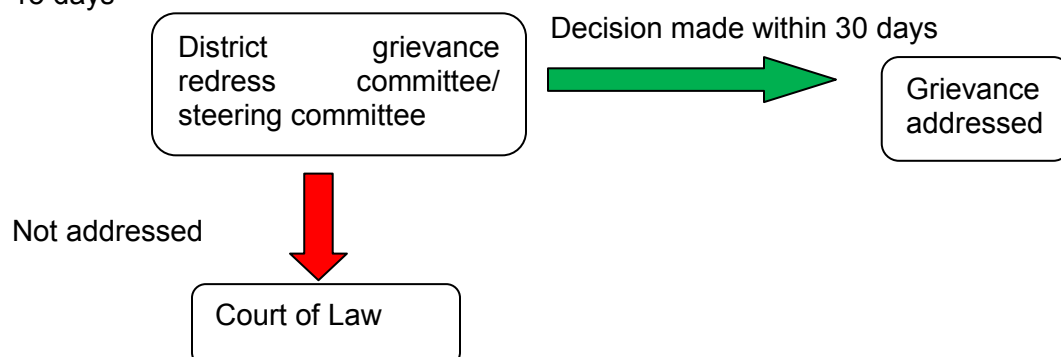 Decision made within 30 days
District grievance
redress committee/
steering committee
Grievance
addressed
Not addressed
Court of Law